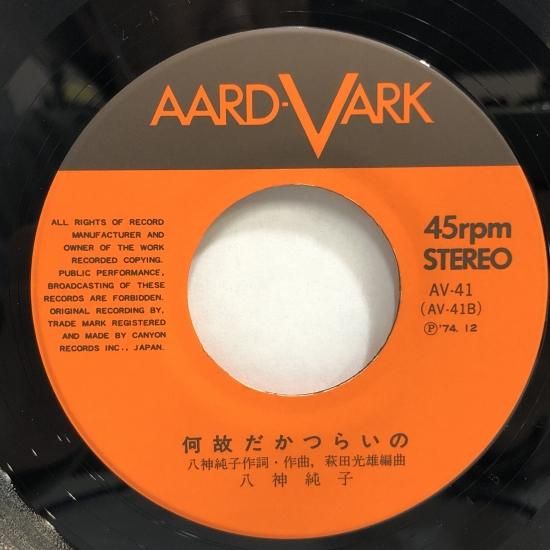 AARD-VARK
ALL RIGHTS OF RECORD
MANUFACTURER AND
OWNER OF THE WORK
RECORDED COPYING.
PUBLIC PERFORMANCE,
BROADCASTING OF THESE
RECORDS ARE FORBIDDEN.
ORIGINAL RECORDING BY,
TRADE MARK REGISTERED
AND MADE BY CANYON
RECORDS INC., JAPAN.
45rpm
STEREO
AV-41
(AV-41B)
Ⓟ'74. 12
何故だかつらいの
八神純子作詞・作曲, 萩田光雄編曲
八神純子